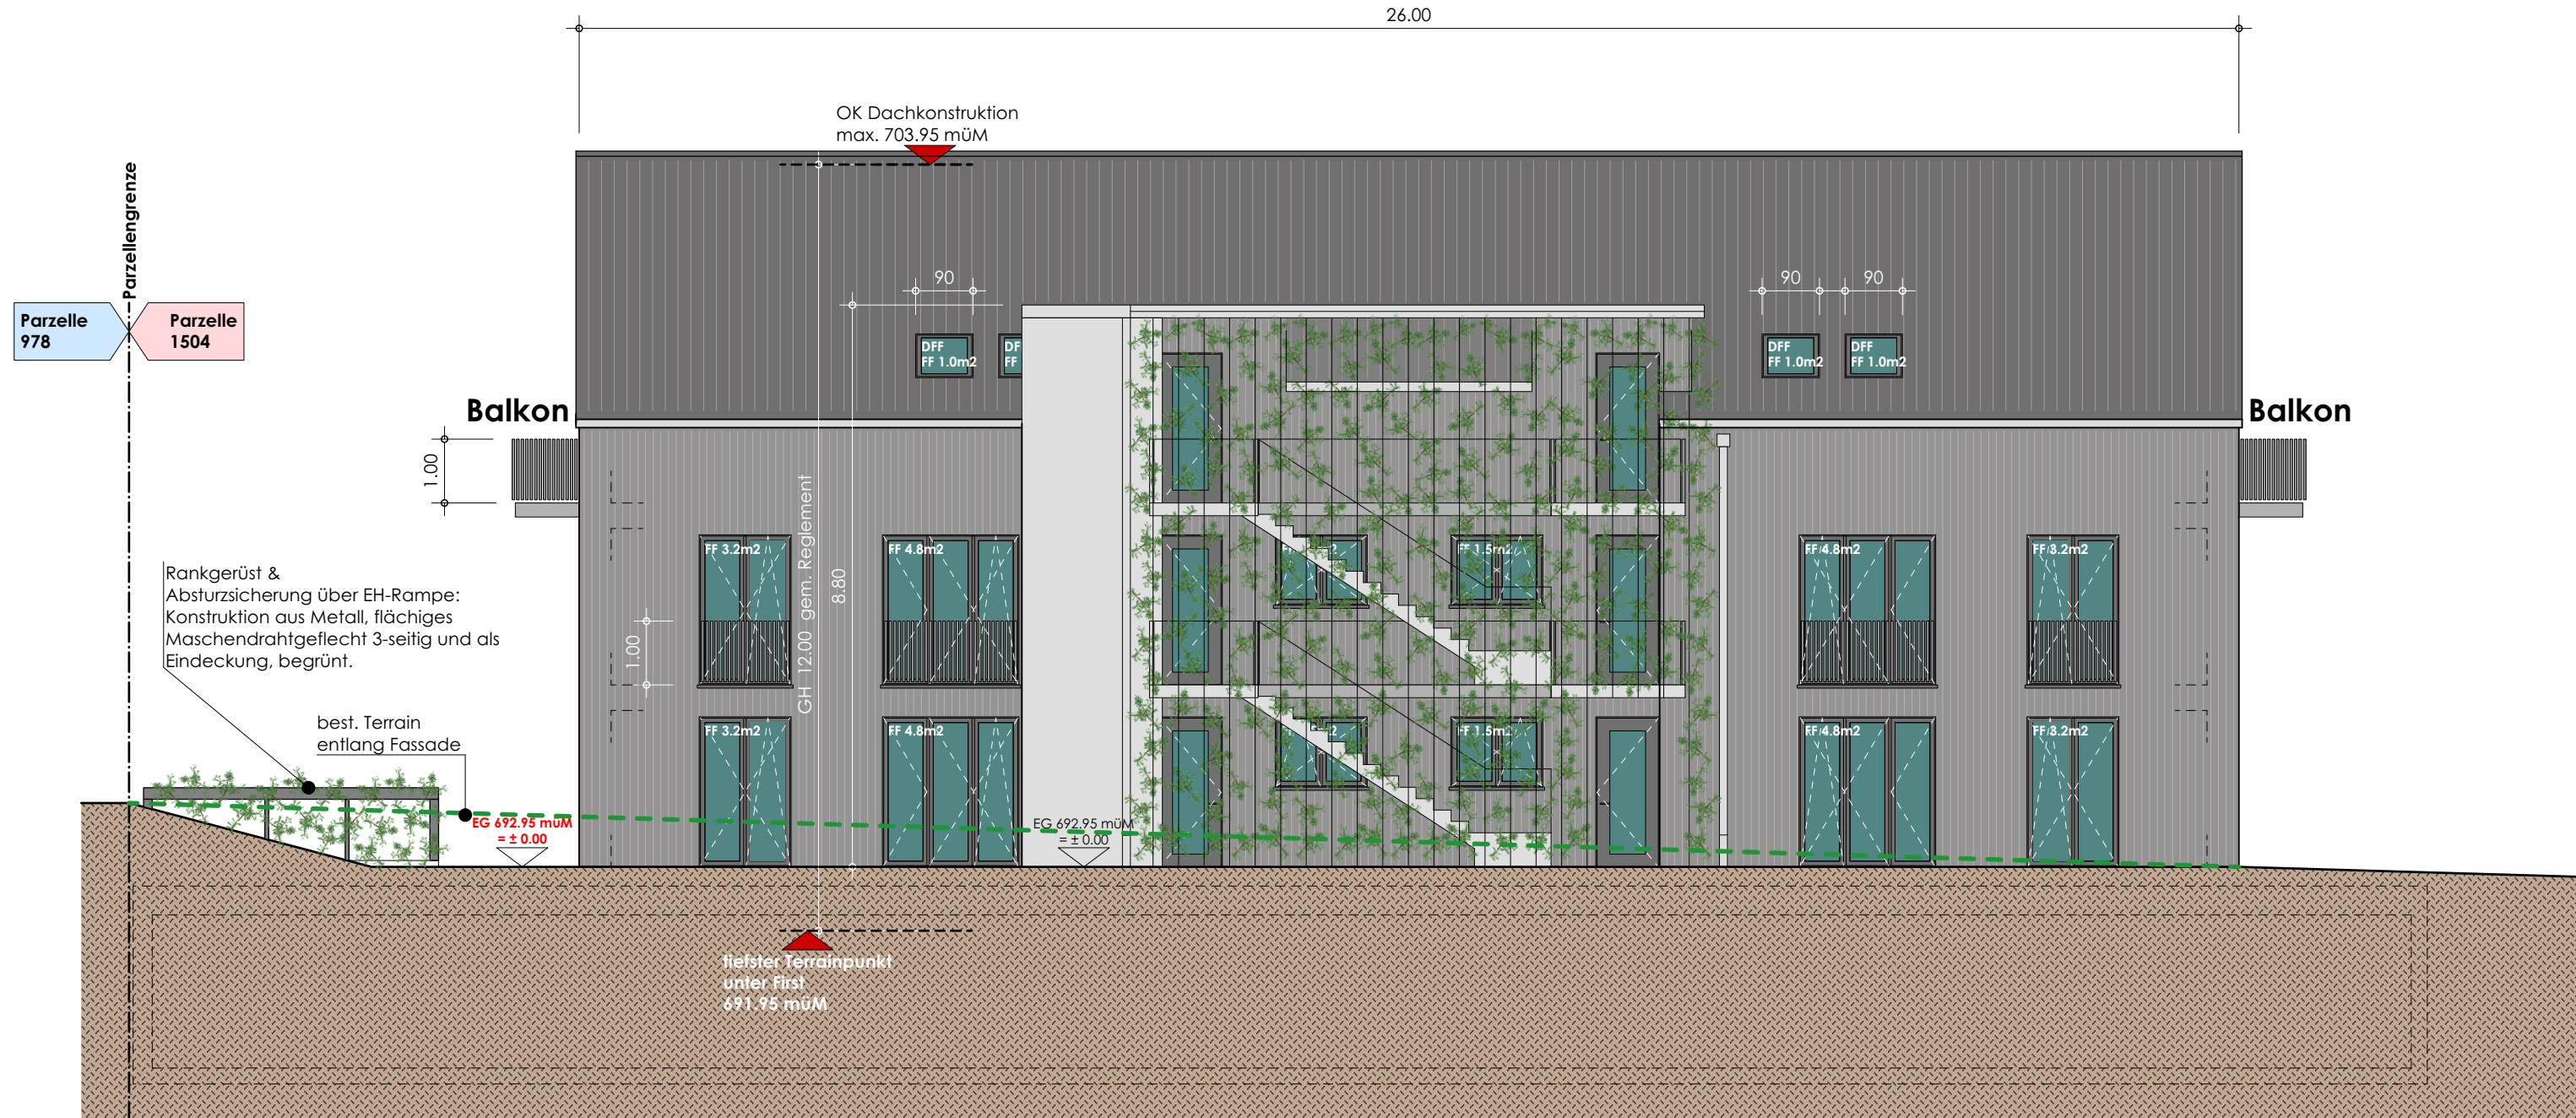 26.00
OK Dachkonstruktion
max. 703.95 müM
Parzellengrenze
Parzelle
978
Parzelle
1504
90
90
90
DFF
FF 1.0m2
DF
FF
DFF
FF 1.0m2
DFF
FF 1.0m2
Balkon
Balkon
1.00
GH 12.00 gem. Reglement
8.80
1.00
FF 3.2m2
FF 4.8m2
FF 1.5m2
FF 4.8m2
FF 3.2m2
Rankgerüst &
Absturzsicherung über EH-Rampe:
Konstruktion aus Metall, flächiges
Maschendrahtgeflecht 3-seitig und als
Eindeckung, begrünt.
best. Terrain
entlang Fassade
FF 3.2m2
FF 4.8m2
FF 1.5m2
FF 4.8m2
FF 3.2m2
EG 692.95 müM
= ± 0.00
EG 692.95 müM
= ± 0.00
tiefster Terrainpunkt
unter First
691.95 müM